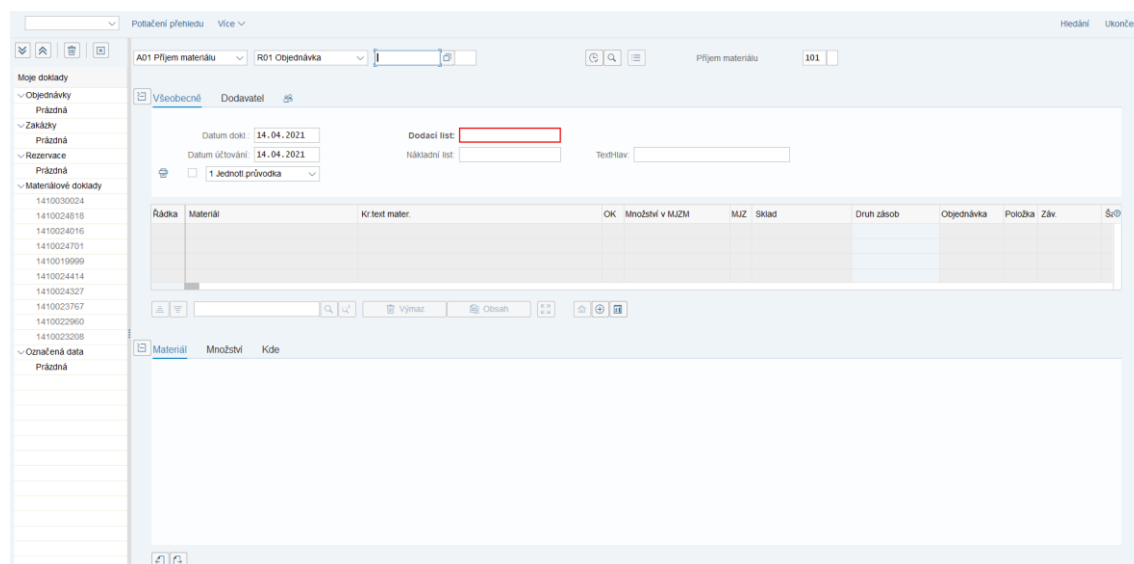 Potlačení přehledu Více Hledání Ukonče
A01 Příjem materiálu R01 Objednávka Příjem materiálu 101
Moje doklady
Objednávky
Prázdná
Zakázky
Prázdná
Rezervace
Prázdná
Materiálové doklady
1410030024
1410024818
1410024016
1410024701
1410019999
1410024414
1410024327
1410023767
1410022960
1410023208
Označená data
Prázdná
Všeobecně Dodavatel
Datum dokl.: 14.04.2021 Dodací list:
Datum účtování: 14.04.2021 Nákladní list: TextHlav:
1 Jednotl.průvodka
Řádka Materiál Kr.text mater. OK Množství v MJZM MJZ Sklad Druh zásob Objednávka Položka Záv. Ša
Výmaz Obsah
Materiál Množství Kde